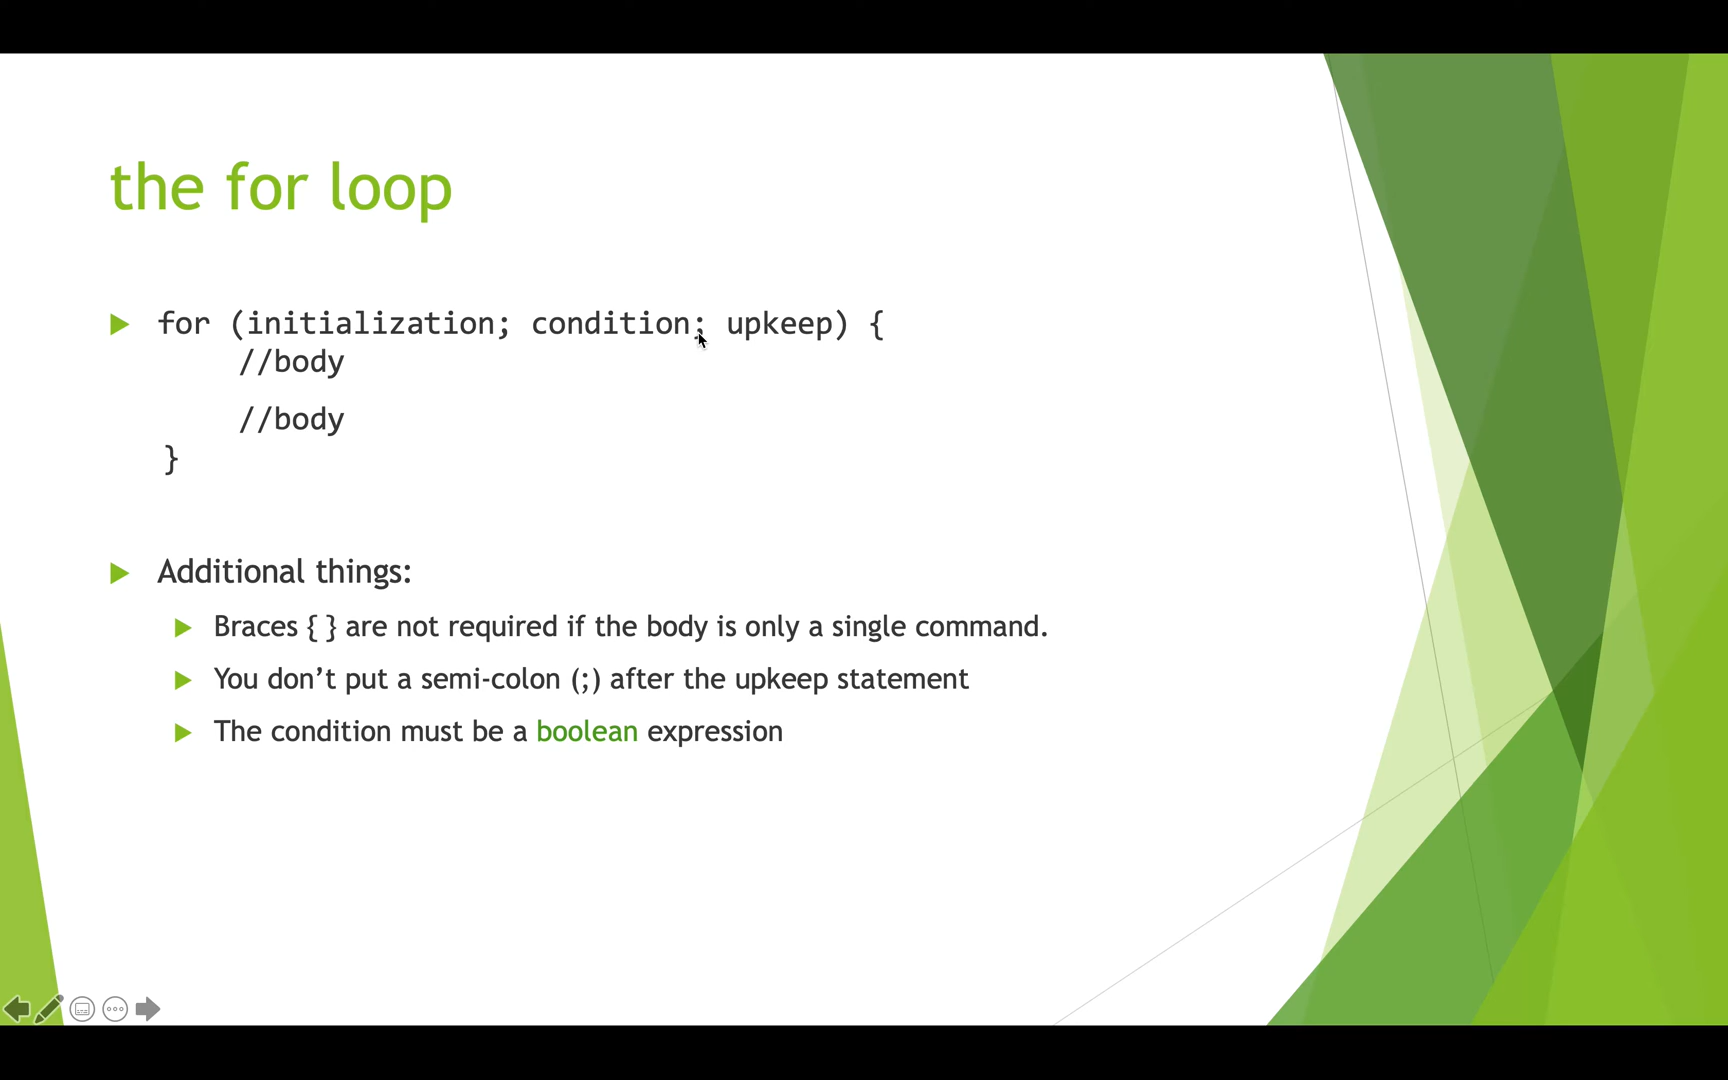 the for loop
for (initialization; condition; upkeep) {
//body
//body
}
Additional things:
Braces { } are not required if the body is only a single command.
You don’t put a semi-colon (;) after the upkeep statement
The condition must be a boolean expression